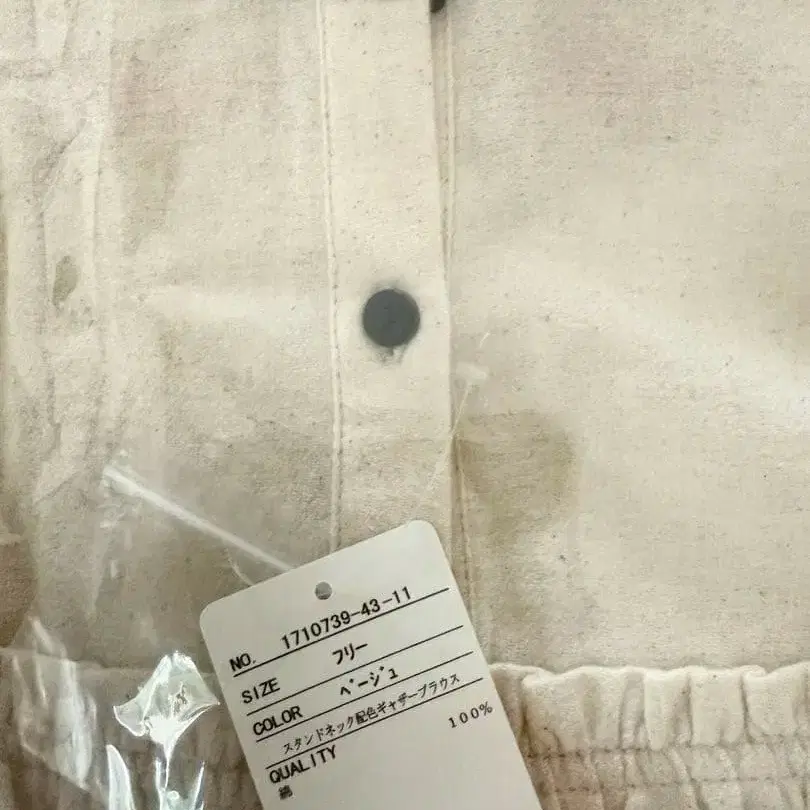 NO. 1710739-43-11
SIZE フリー
COLOR ベージュ
スタンドネック配色ギャザーブラウス
QUALITY
綿 100%